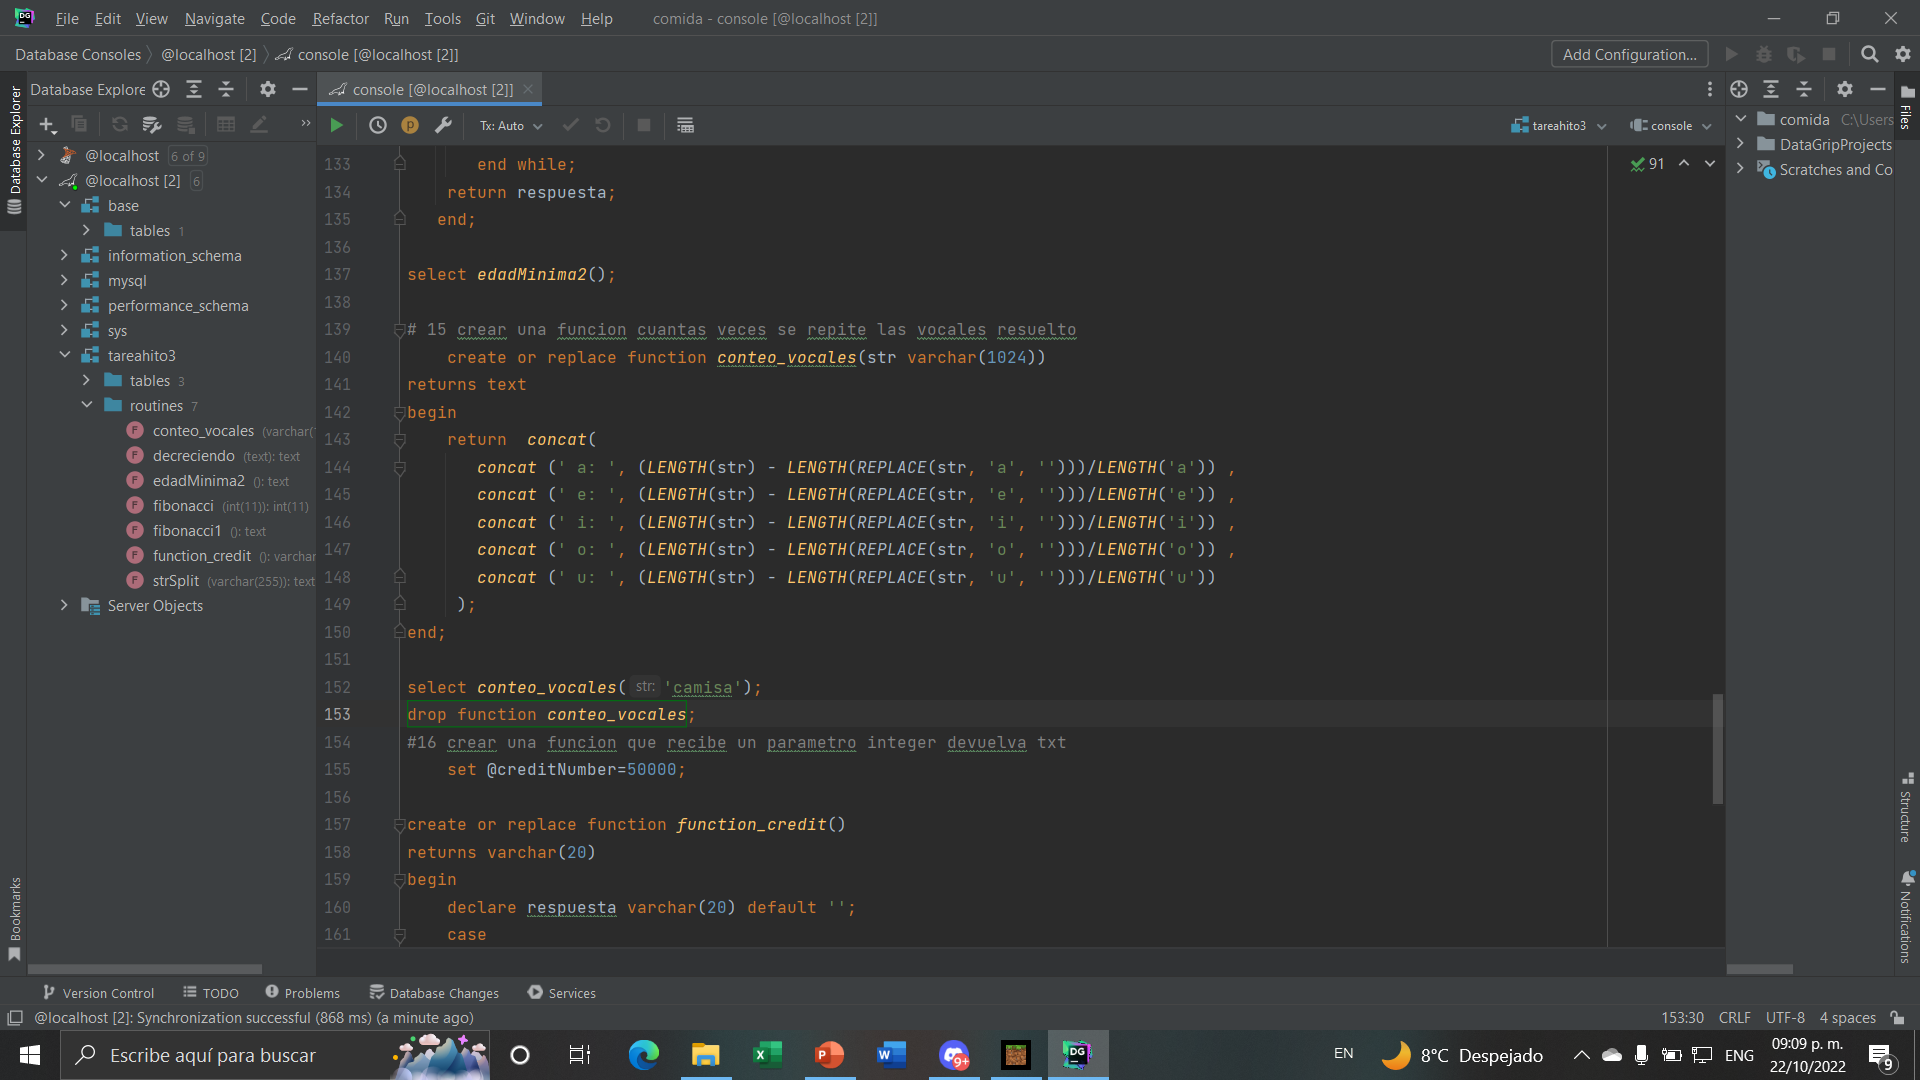 DG File Edit View Navigate Code Refactor Run Tools Git Window Help comida - console [@localhost [2]]
Database Consoles @localhost [2] console [@localhost [2]] Add Configuration...
Database Explorer
Database Explore
console [@localhost [2]]
Tx: Auto tareahito3 console
@localhost 6 of 9
@localhost [2] 6
base
tables 1
information_schema
mysql
performance_schema
sys
tareahito3
tables 3
routines 7
conteo_vocales (varchar(1
decreciendo (text): text
edadMinima2 (): text
fibonacci (int(11)): int(11)
fibonacci1 (): text
function_credit (): varchar
strSplit (varchar(255)): text
Server Objects
133 end while;
134 return respuesta;
135 end;
136
137 select edadMinima2();
138
139 # 15 crear una funcion cuantas veces se repite las vocales resuelto
140 create or replace function conteo_vocales(str varchar(1024))
141 returns text
142 begin
143 return  concat(
144 concat (' a: ', (LENGTH(str) - LENGTH(REPLACE(str, 'a', '')))/LENGTH('a')) ,
145 concat (' e: ', (LENGTH(str) - LENGTH(REPLACE(str, 'e', '')))/LENGTH('e')) ,
146 concat (' i: ', (LENGTH(str) - LENGTH(REPLACE(str, 'i', '')))/LENGTH('i')) ,
147 concat (' o: ', (LENGTH(str) - LENGTH(REPLACE(str, 'o', '')))/LENGTH('o')) ,
148 concat (' u: ', (LENGTH(str) - LENGTH(REPLACE(str, 'u', '')))/LENGTH('u'))
149 );
150 end;
151
152 select conteo_vocales( str: 'camisa');
153 drop function conteo_vocales;
154 #16 crear una funcion que recibe un parametro integer devuelva txt
155 set @creditNumber=50000;
156
157 create or replace function function_credit()
158 returns varchar(20)
159 begin
160 declare respuesta varchar(20) default '';
161 case
91
comida C:\Users
DataGripProjects
Scratches and Co
Files
Structure
Notifications
Bookmarks
Version Control TODO Problems Database Changes Services
@localhost [2]: Synchronization successful (868 ms) (a minute ago) 153:30 CRLF UTF-8 4 spaces
Escribe aquí para buscar 9+ DG EN 8°C Despejado ENG 09:09 p. m.
22/10/2022 9